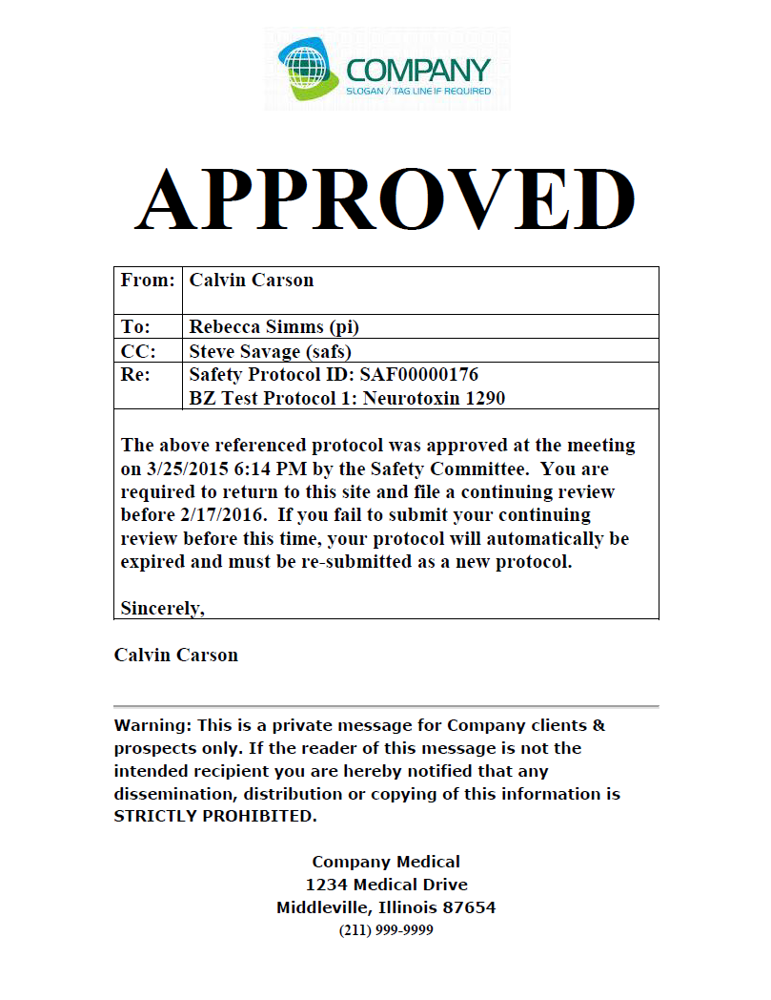 COMPANY
SLOGAN / TAG LINE IF REQUIRED
APPROVED
From: Calvin Carson
To: Rebecca Simms (pi)
CC: Steve Savage (safs)
Re: Safety Protocol ID: SAF00000176
BZ Test Protocol 1: Neurotoxin 1290
The above referenced protocol was approved at the meeting
on 3/25/2015 6:14 PM by the Safety Committee.  You are
required to return to this site and file a continuing review
before 2/17/2016.  If you fail to submit your continuing
review before this time, your protocol will automatically be
expired and must be re-submitted as a new protocol.
Sincerely,
Calvin Carson
Warning: This is a private message for Company clients &
prospects only. If the reader of this message is not the
intended recipient you are hereby notified that any
dissemination, distribution or copying of this information is
STRICTLY PROHIBITED.
Company Medical
1234 Medical Drive
Middleville, Illinois 87654
(211) 999-9999